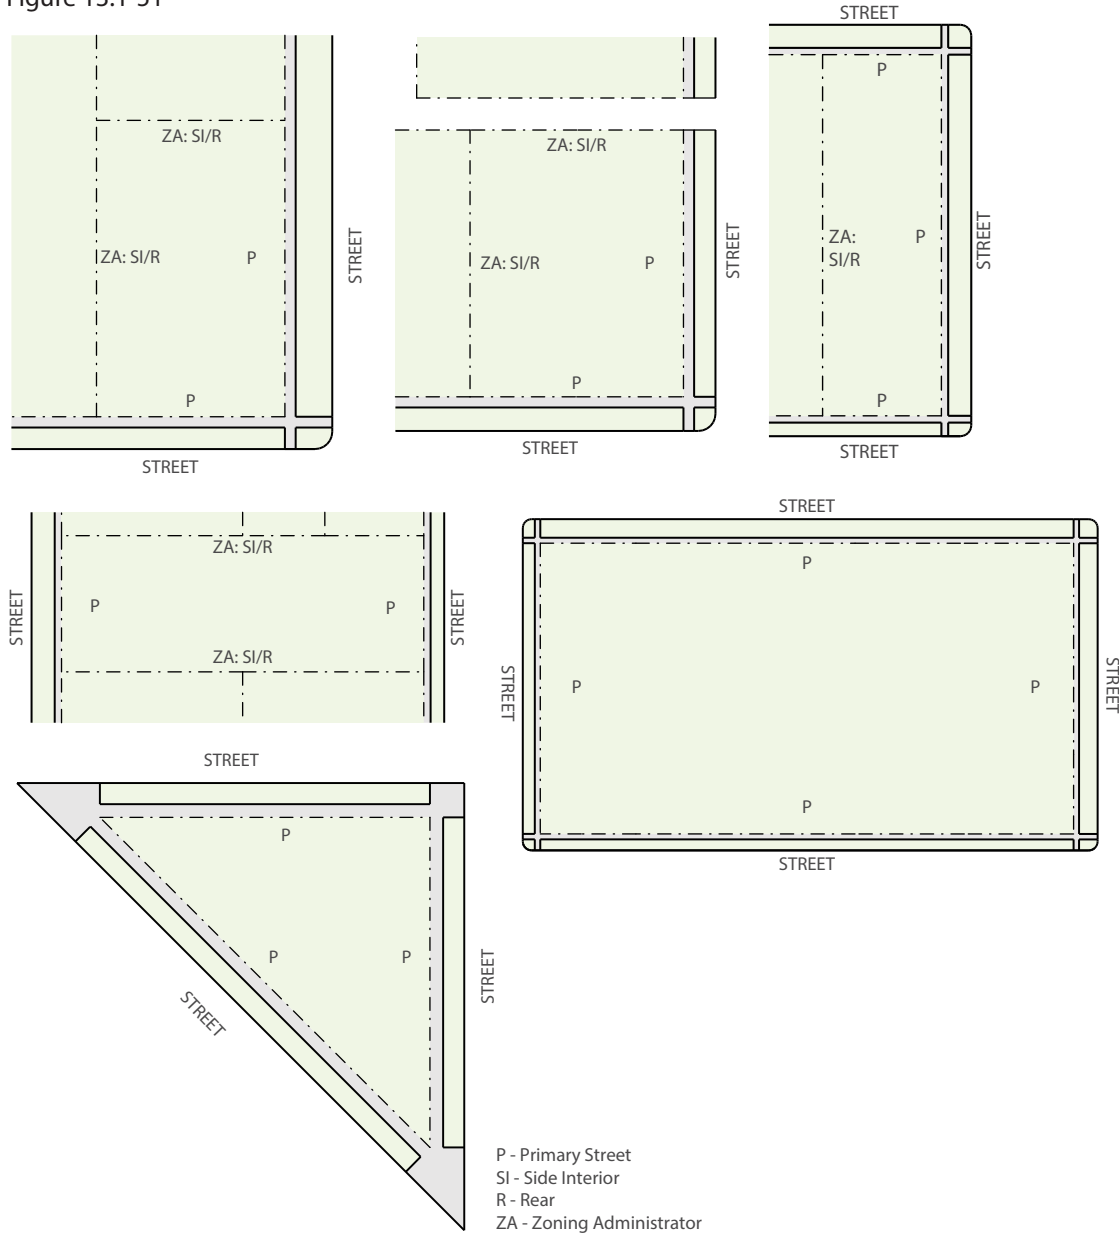 Figure 13.1-31
STREET
ZA: SI/R
ZA: SI/R
P
P
STREET
STREET
ZA: SI/R
ZA: SI/R
P
P
STREET
STREET
P
ZA:
SI/R
P
P
STREET
STREET
STREET
ZA: SI/R
P
P
ZA: SI/R
STREET
STREET
P
P
P
P
STREET
STREET
STREET
STREET
P
P
P
STREET
STREET
P - Primary Street
SI - Side Interior
R - Rear
ZA - Zoning Administrator